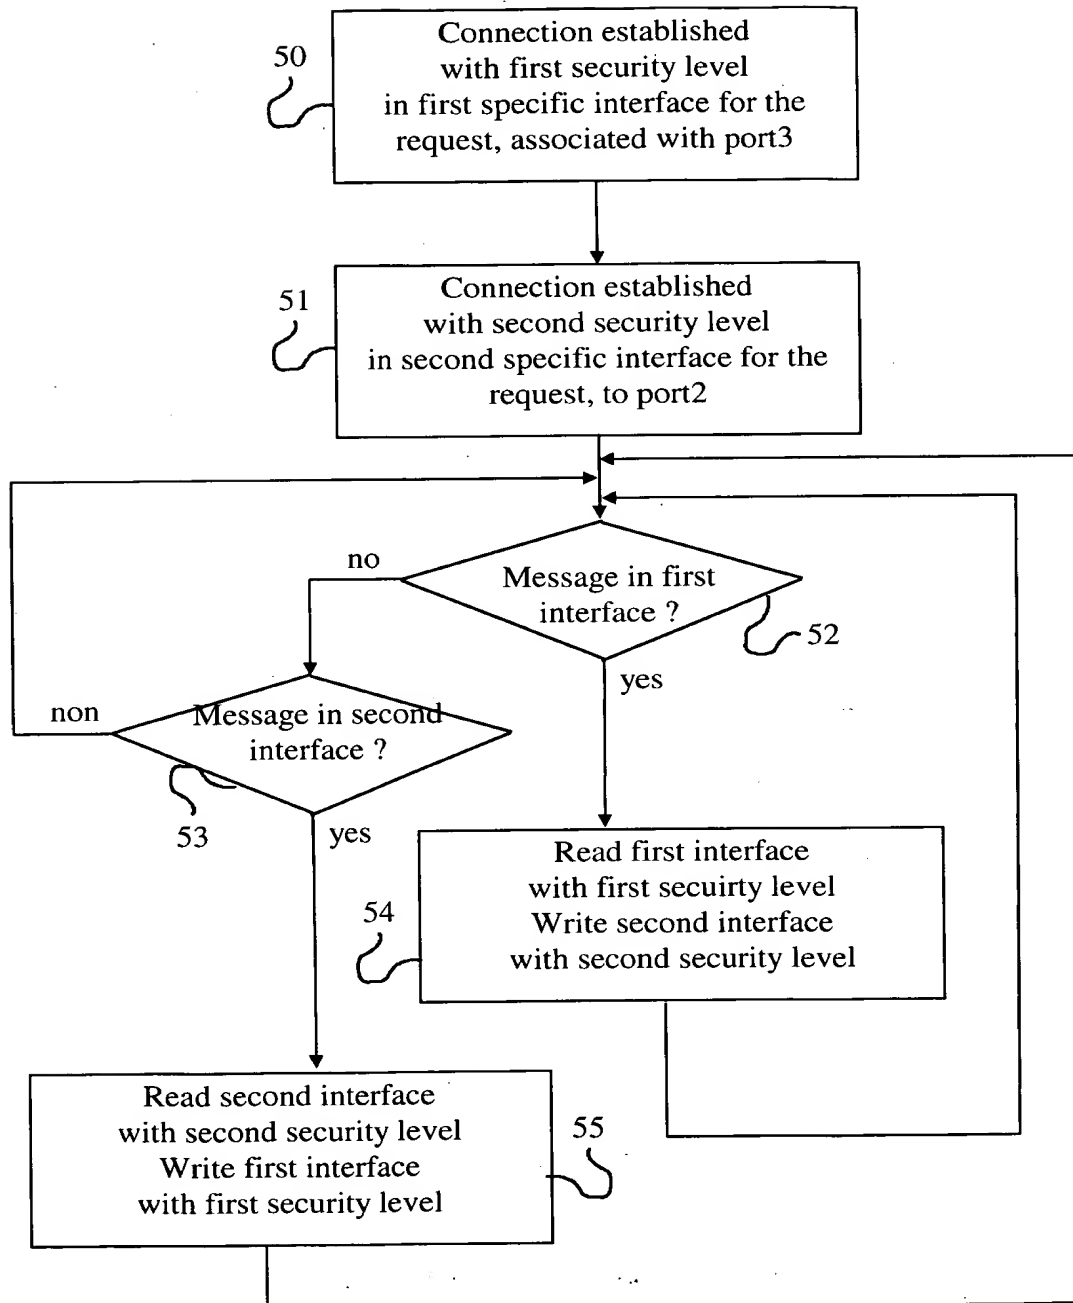 50
Connection established
with first security level
in first specific interface for the
request, associated with port3
51
Connection established
with second security level
in second specific interface for the
request, to port2
no
Message in first
interface ?
52
yes
non
Message in second
interface ?
53
yes
54
Read first interface
with first secuirty level
Write second interface
with second security level
Read second interface
with second security level
Write first interface
with first security level
55